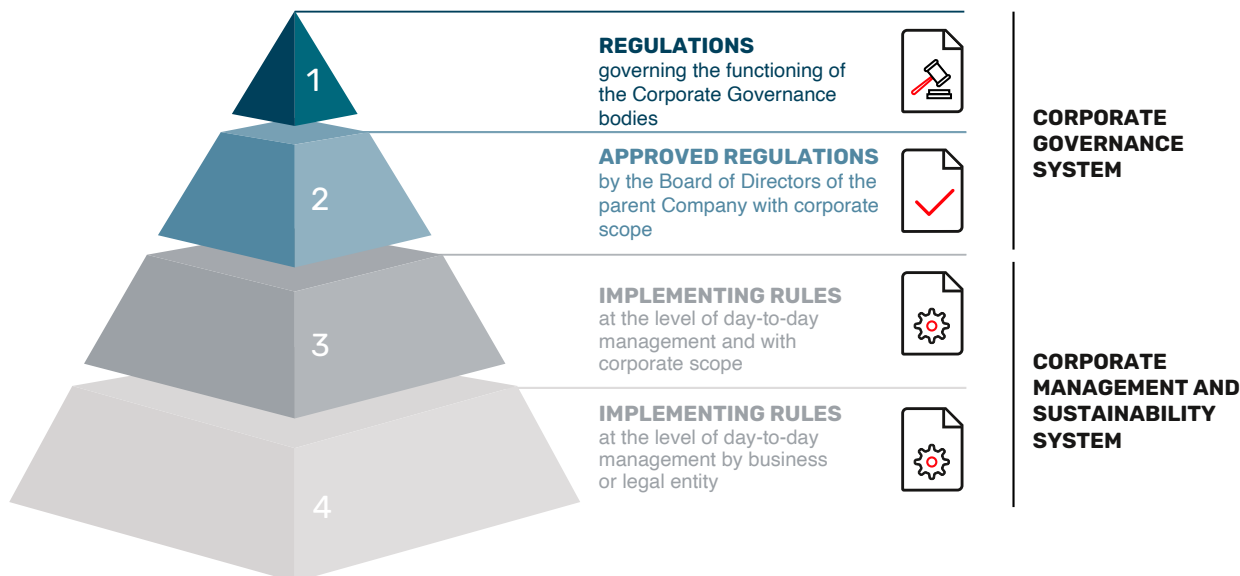 1
REGULATIONS
governing the functioning of
the Corporate Governance
bodies
2
APPROVED REGULATIONS
by the Board of Directors of the
parent Company with corporate
scope
CORPORATE
GOVERNANCE
SYSTEM
3
IMPLEMENTING RULES
at the level of day-to-day
management and with
corporate scope
4
IMPLEMENTING RULES
at the level of day-to-day
management by business
or legal entity
CORPORATE
MANAGEMENT AND
SUSTAINABILITY
SYSTEM